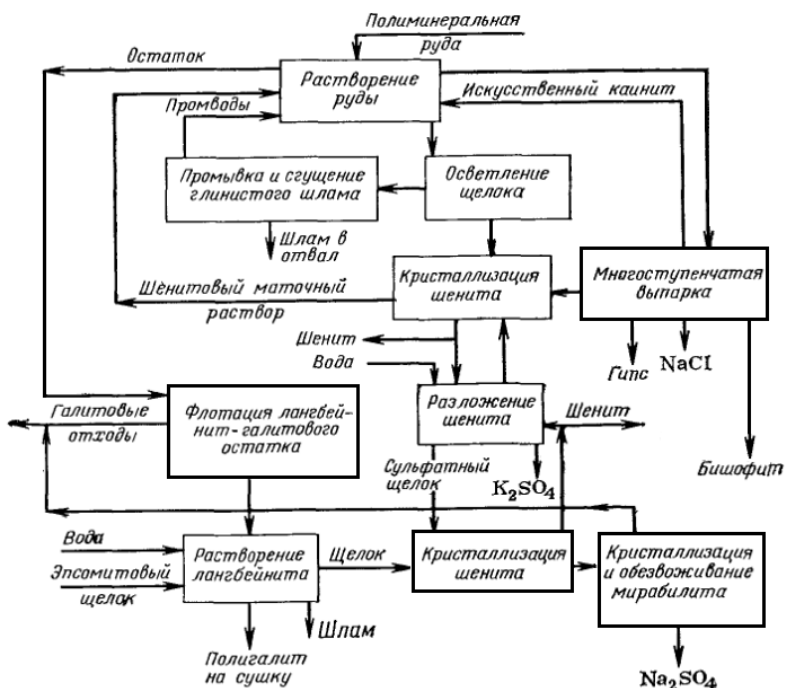 Полиминеральная
руда
Остаток
Растворение
руды
Искусственный каинит
Промводы
Промывка и сгущение
глинистого шлама
Осветление
щелока
Шлам в
отвал
Кристаллизация
шенита
Многоступенчатая
выпарка
Шёнитовый маточный
раствор
Шенит
Вода
Гипс
NaCl
Галитовые
отходы
Флотация лангбей-
нит-галитового
остатка
Разложение
шенита
Шенит
Бишофит
Сульфатный
щелок
K₂SO₄
Вода
Эпсомитовый
щелок
Растворение
лангбейнита
Щелок
Кристаллизация
шенита
Кристаллизация
и обезвоживание
мирабилита
Шлам
Полигалит
на сушку
Na₂SO₄